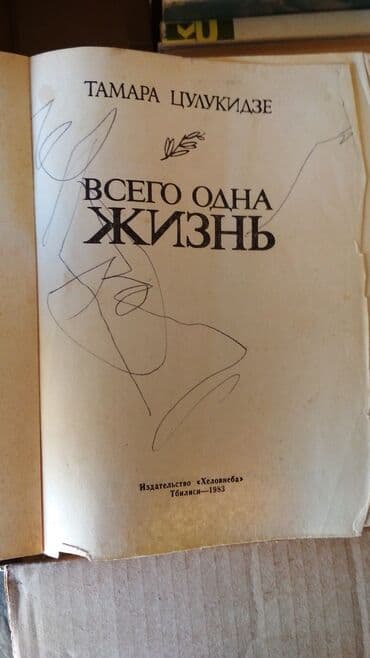 ТАМАРА ЦУЛУКИДЗЕ
ВСЕГО ОДНА
ЖИЗНЬ
Издательство «Хеловнеба»
Тбилиси—1983